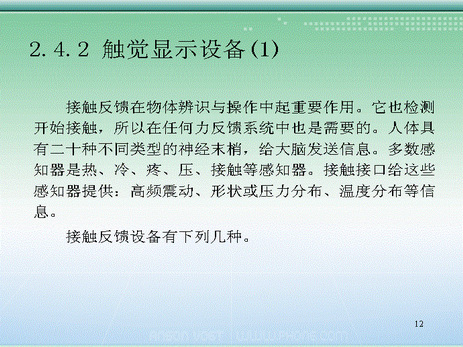 2.4.2 触觉显示设备(1)
接触反馈在物体辨识与操作中起重要作用。它也检测
开始接触，所以在任何力反馈系统中也是需要的。人体具
有二十种不同类型的神经末梢，给大脑发送信息。多数感
知器是热、冷、疼、压、接触等感知器。接触接口给这些
感知器提供：高频震动、形状或压力分布、温度分布等信
息。
接触反馈设备有下列几种。
12